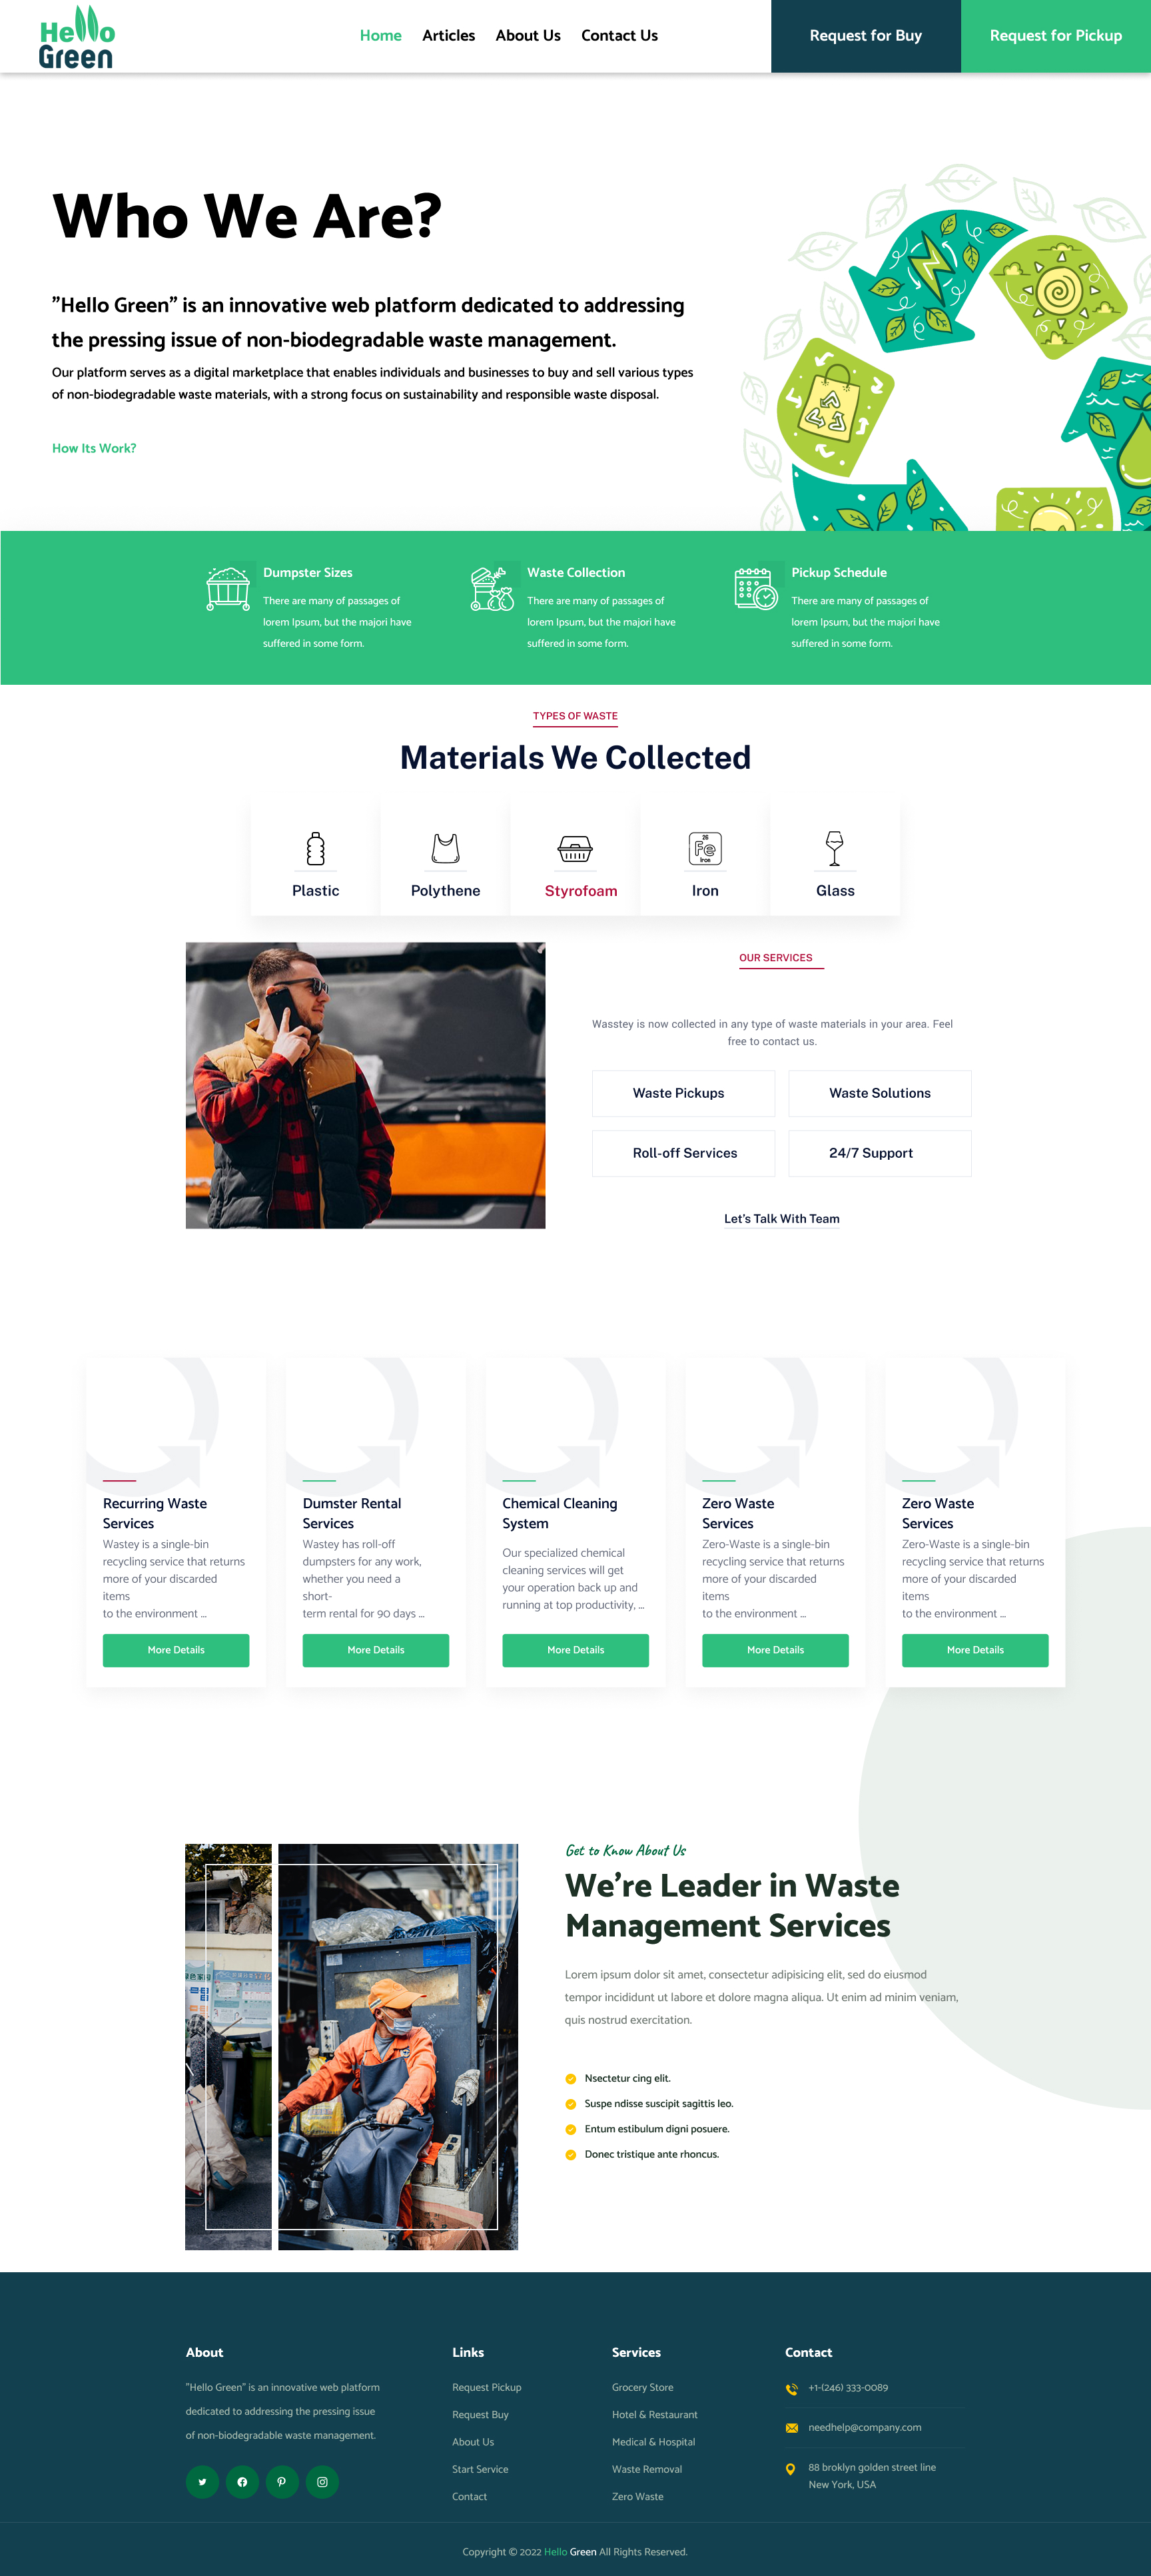 Hello
Green
Home Articles About Us Contact Us Request for Buy Request for Pickup
Who We Are?
”Hello Green” is an innovative web platform dedicated to addressing
the pressing issue of non-biodegradable waste management.
Our platform serves as a digital marketplace that enables individuals and businesses to buy and sell various types
of non-biodegradable waste materials, with a strong focus on sustainability and responsible waste disposal.
How Its Work?
Dumpster Sizes
There are many of passages of
lorem Ipsum, but the majori have
suffered in some form.
Waste Collection
There are many of passages of
lorem Ipsum, but the majori have
suffered in some form.
Pickup Schedule
There are many of passages of
lorem Ipsum, but the majori have
suffered in some form.
TYPES OF WASTE
Materials We Collected
26
Fe
Iron
Plastic Polythene Styrofoam Iron Glass
OUR SERVICES
Wasstey is now collected in any type of waste materials in your area. Feel
free to contact us.
Waste Pickups Waste Solutions
Roll-off Services 24/7 Support
Let's Talk With Team
Recurring Waste
Services
Wastey is a single-bin
recycling service that returns
more of your discarded
items
to the environment ...
More Details
Dumster Rental
Services
Wastey has roll-off
dumpsters for any work,
whether you need a
short-
term rental for 90 days ...
More Details
Chemical Cleaning
System
Our specialized chemical
cleaning services will get
your operation back up and
running at top productivity, ...
More Details
Zero Waste
Services
Zero-Waste is a single-bin
recycling service that returns
more of your discarded
items
to the environment ...
More Details
Zero Waste
Services
Zero-Waste is a single-bin
recycling service that returns
more of your discarded
items
to the environment ...
More Details
Get to Know About Us
We’re Leader in Waste
Management Services
Lorem ipsum dolor sit amet, consectetur adipisicing elit, sed do eiusmod
tempor incididunt ut labore et dolore magna aliqua. Ut enim ad minim veniam,
quis nostrud exercitation.
Nsectetur cing elit.
Suspe ndisse suscipit sagittis leo.
Entum estibulum digni posuere.
Donec tristique ante rhoncus.
About
"Hello Green" is an innovative web platform
dedicated to addressing the pressing issue
of non-biodegradable waste management.
Links
Request Pickup
Request Buy
About Us
Start Service
Contact
Services
Grocery Store
Hotel & Restaurant
Medical & Hospital
Waste Removal
Zero Waste
Contact
+1-(246) 333-0089
needhelp@company.com
88 broklyn golden street line
New York, USA
Copyright © 2022 Hello Green All Rights Reserved.